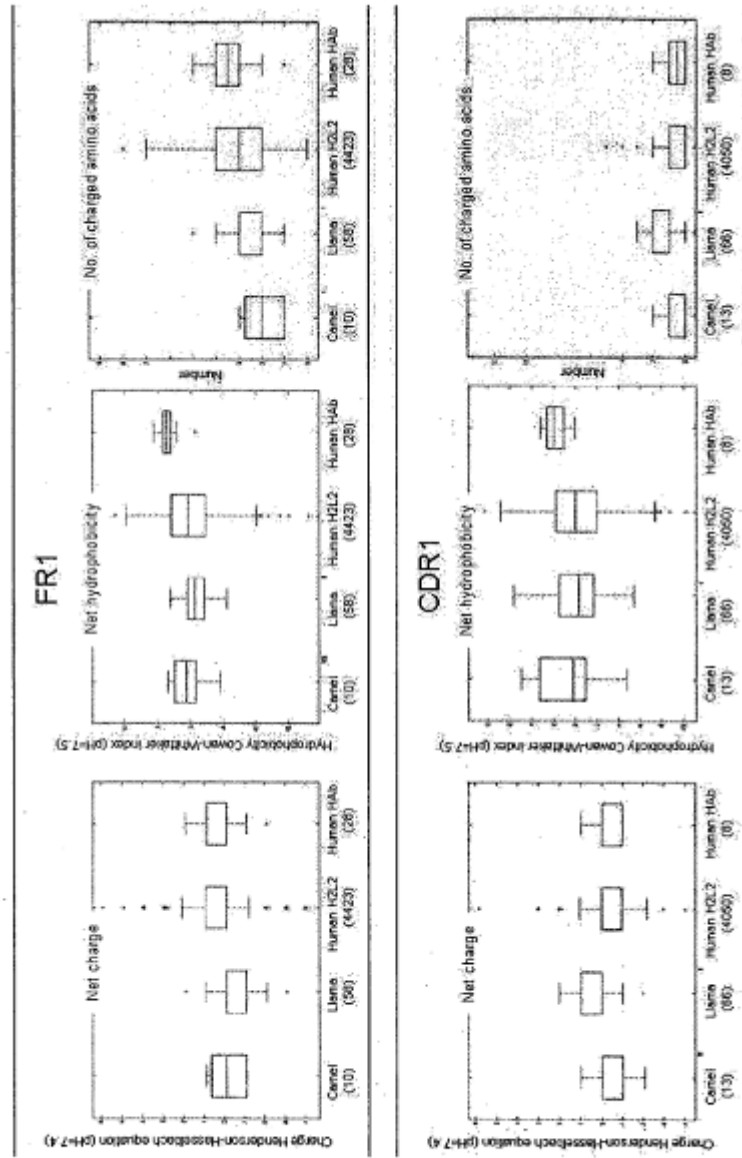 FR1
Net charge
Charge Henderson-Hasselbach equation (pH=7.4)
Camel Llama Human H2L2 Human HAb
(10) (58) (4423) (28)
Net hydrophobicity
Hydrophobicity Cowan-Whittaker index (pH=7.5)
Camel Llama Human H2L2 Human HAb
(10) (58) (4423) (28)
No. of charged amino acids
Number
Camel Llama Human H2L2 Human HAb
(10) (58) (4423) (28)
CDR1
Net charge
Charge Henderson-Hasselbach equation (pH=7.4)
Camel Llama Human H2L2 Human HAb
(13) (66) (4050) (8)
Net hydrophobicity
Hydrophobicity Cowan-Whittaker index (pH=7.5)
Camel Llama Human H2L2 Human HAb
(13) (66) (4050) (8)
No. of charged amino acids
Number
Camel Llama Human H2L2 Human HAb
(13) (66) (4050) (8)